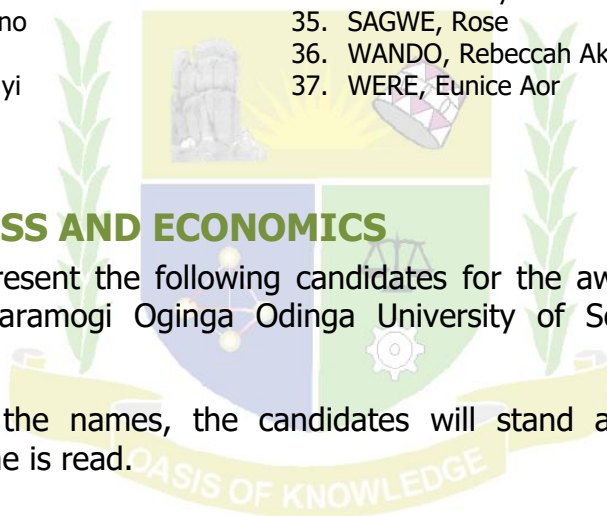 no
35. SAGWE, Rose
36. WANDO, Rebeccah Ak
yi
37. WERE, Eunice Aor
SS AND ECONOMICS
resent the following candidates for the aw
aramogi Oginga Odinga University of Sc
the names, the candidates will stand a
e is read.
OASIS OF KNOWLEDGE